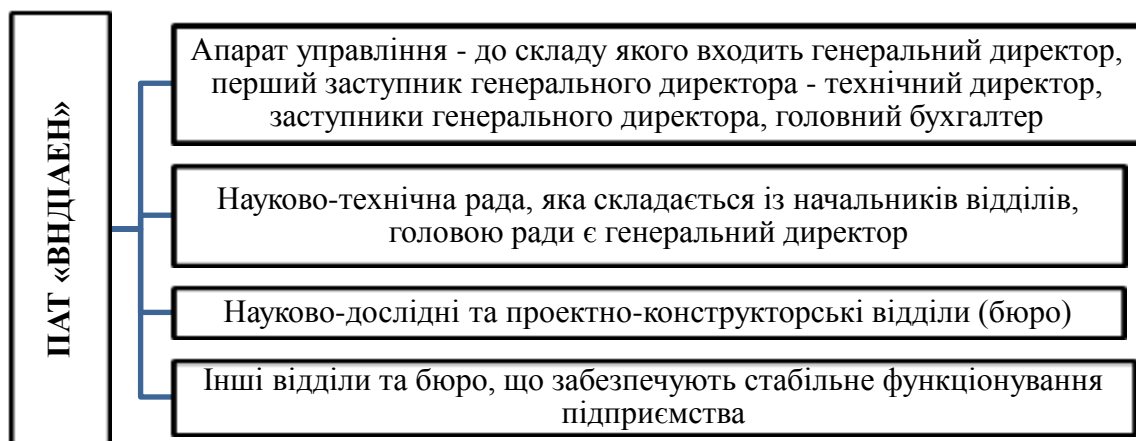 ПАТ «ВНДІАЕН»
Апарат управління - до складу якого входить генеральний директор,
перший заступник генерального директора - технічний директор,
заступники генерального директора, головний бухгалтер
Науково-технічна рада, яка складається із начальників відділів,
головою ради є генеральний директор
Науково-дослідні та проектно-конструкторські відділи (бюро)
Інші відділи та бюро, що забезпечують стабільне функціонування
підприємства